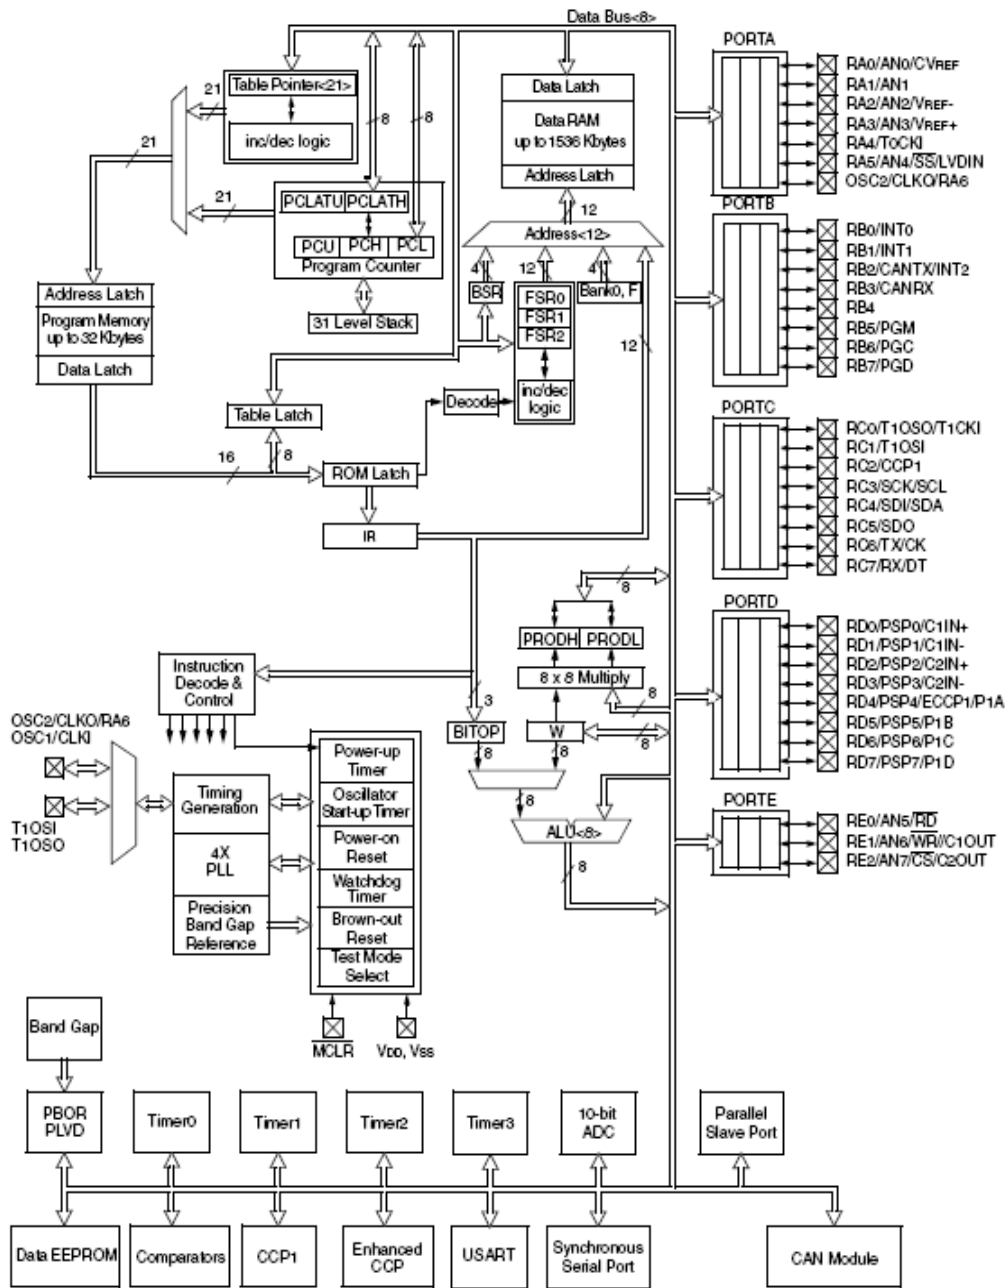 Data Bus<8>
PORTA
RA0/AN0/CVREF
RA1/AN1
RA2/AN2/VREF-
RA3/AN3/VREF+
RA4/T0CKI
RA5/AN4/SS/LVDIN
OSC2/CLKO/RA6
PORTB
RB0/INT0
RB1/INT1
RB2/CANTX/INT2
RB3/CANRX
RB4
RB5/PGM
RB6/PGC
RB7/PGD
PORTC
RC0/T1OSO/T1CKI
RC1/T1OSI
RC2/CCP1
RC3/SCK/SCL
RC4/SDI/SDA
RC5/SDO
RC6/TX/CK
RC7/RX/DT
PORTD
RD0/PSP0/C1IN+
RD1/PSP1/C1IN-
RD2/PSP2/C2IN+
RD3/PSP3/C2IN-
RD4/PSP4/ECCP1/P1A
RD5/PSP5/P1B
RD6/PSP6/P1C
RD7/PSP7/P1D
PORTE
RE0/AN5/RD
RE1/AN6/WR//C1OUT
RE2/AN7/CS/C2OUT
21
21
21
Table Pointer<21>
inc/dec logic
8
8
PCLATU PCLATH
PCU PCH PCL
Program Counter
31 Level Stack
Data Latch
Data RAM
up to 1536 Kbytes
Address Latch
12
Address<12>
4
12
4
BSR
FSR0
FSR1
FSR2
Bank0, F
inc/dec
logic
12
Address Latch
Program Memory
up to 32 Kbytes
Data Latch
Table Latch
Decode
16
8
ROM Latch
IR
8
PRODH PRODL
8 x 8 Multiply
8
3
BITOP
W
8
8
8
8
ALU<8>
8
Instruction
Decode &
Control
OSC2/CLKO/RA6
OSC1/CLKI
T1OSI
T1OSO
Timing
Generation
4X
PLL
Precision
Band Gap
Reference
Power-up
Timer
Oscillator
Start-up Timer
Power-on
Reset
Watchdog
Timer
Brown-out
Reset
Test Mode
Select
MCLR
VDD, VSS
Band Gap
PBOR
PLVD
Timer0
Timer1
Timer2
Timer3
10-bit
ADC
Parallel
Slave Port
Data EEPROM
Comparators
CCP1
Enhanced
CCP
USART
Synchronous
Serial Port
CAN Module